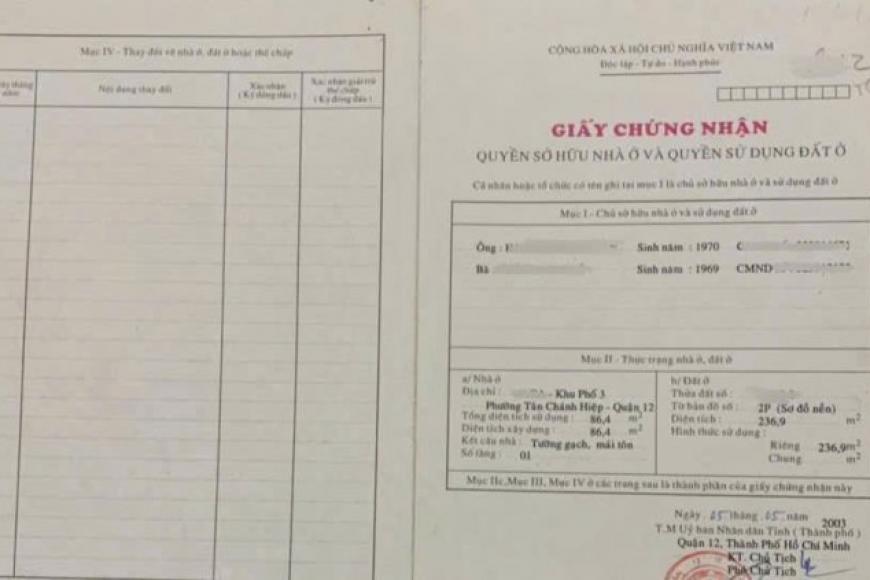 Mục IV - Thay đổi về nhà ở, đất ở hoặc thế chấp
Nội dung thay đổi
Xác nhận
(Ký đóng dấu)
Xác nhận giải trừ
thế chấp
(Ký đóng dấu)
CỘNG HÒA XÃ HỘI CHỦ NGHĨA VIỆT NAM
Độc lập - Tự do - Hạnh phúc
GIẤY CHỨNG NHẬN
QUYỀN SỞ HỮU NHÀ Ở VÀ QUYỀN SỬ DỤNG ĐẤT Ở
Cá nhân hoặc tổ chức có tên ghi tại mục I là chủ sở hữu nhà ở và sử dụng đất ở
Mục I - Chủ sở hữu nhà ở và sử dụng đất ở
Ông : Sinh năm : 1970
Bà Sinh năm : 1969 CMND
Mục II - Thực trạng nhà ở, đất ở
a/ Nhà ở
Địa chỉ : - Khu Phố 3
Phường Tân Chánh Hiệp - Quận 12
Tổng diện tích sử dụng : 86,4 m2
Diện tích xây dựng : 86,4 m2
Kết cấu nhà : Tường gạch, mái tôn
Số tầng : 01
b/ Đất ở
Thửa đất số :
Tờ bản đồ số : 2P (Sơ đồ nền)
Diện tích : 236,9 m2
Hình thức sử dụng :
Riêng 236,9m2
Chung m2
Mục IIc, Mục III, Mục IV ở các trang sau là thành phần của giấy chứng nhận này
Ngày 05 tháng 05 năm 2003
T.M Uỷ ban Nhân dân Tỉnh ( Thành phố )
Quận 12, Thành Phố Hồ Chí Minh
KT. Chủ Tịch
Phó Chủ Tịch